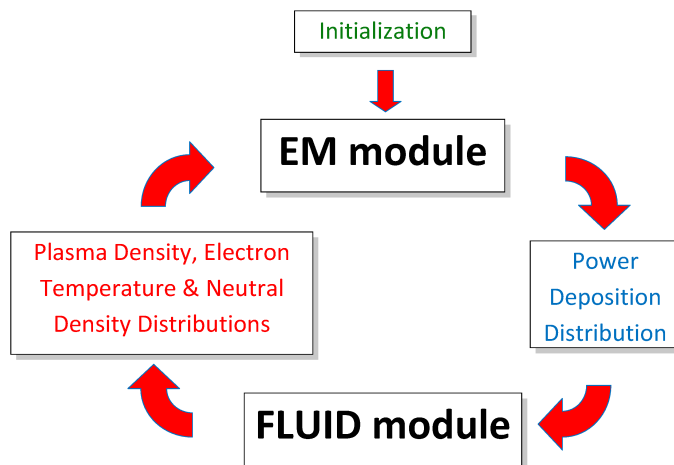 Initialization
EM module
Plasma Density, Electron
Temperature & Neutral
Density Distributions
Power
Deposition
Distribution
FLUID module